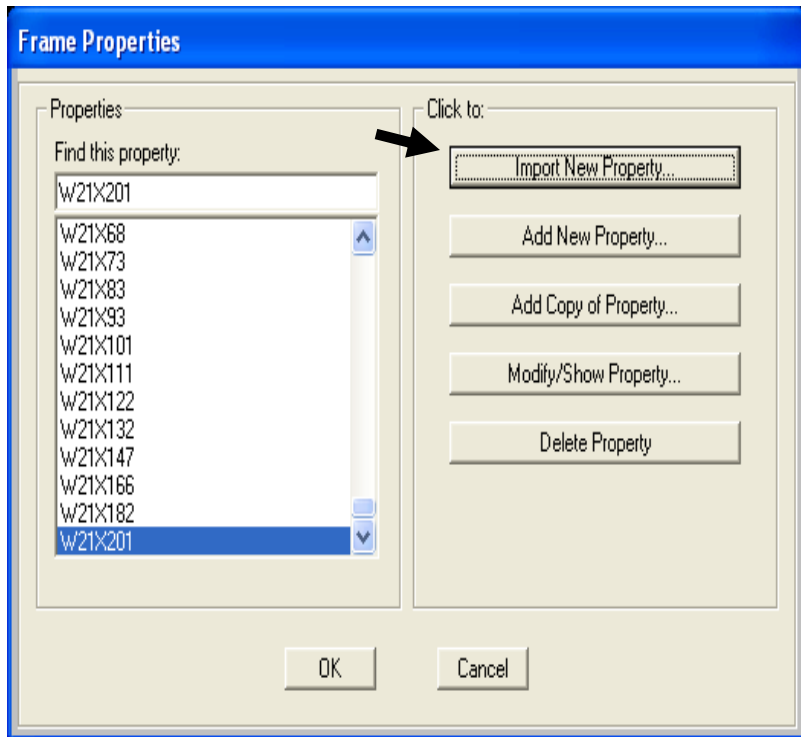 Frame Properties
Properties
Find this property:
W21X201
W21X68
W21X73
W21X83
W21X93
W21X101
W21X111
W21X122
W21X132
W21X147
W21X166
W21X182
W21X201
Click to:
Import New Property...
Add New Property...
Add Copy of Property...
Modify/Show Property...
Delete Property
OK
Cancel